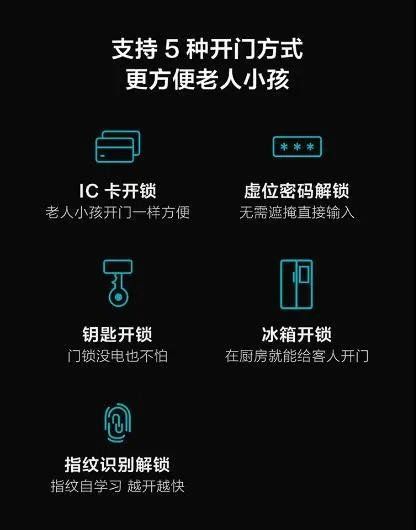 支持 5 种开门方式
更方便老人小孩
***
IC 卡开锁
虚位密码解锁
老人小孩开门一样方便
无需遮掩直接输入
钥匙开锁
冰箱开锁
门锁没电也不怕
在厨房就能给客人开门
指纹识别解锁
指纹自学习 越开越快